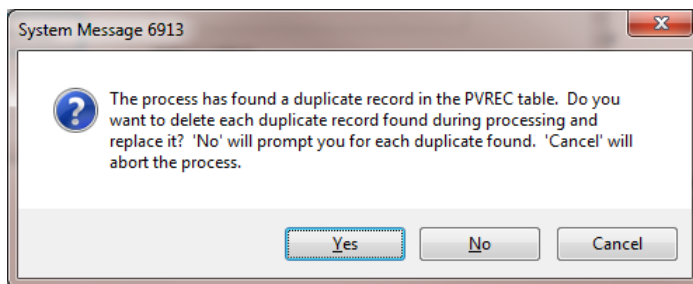 System Message 6913
The process has found a duplicate record in the PVREC table.  Do you
want to delete each duplicate record found during processing and
replace it?  'No' will prompt you for each duplicate found.  'Cancel' will
abort the process.
Yes
No
Cancel